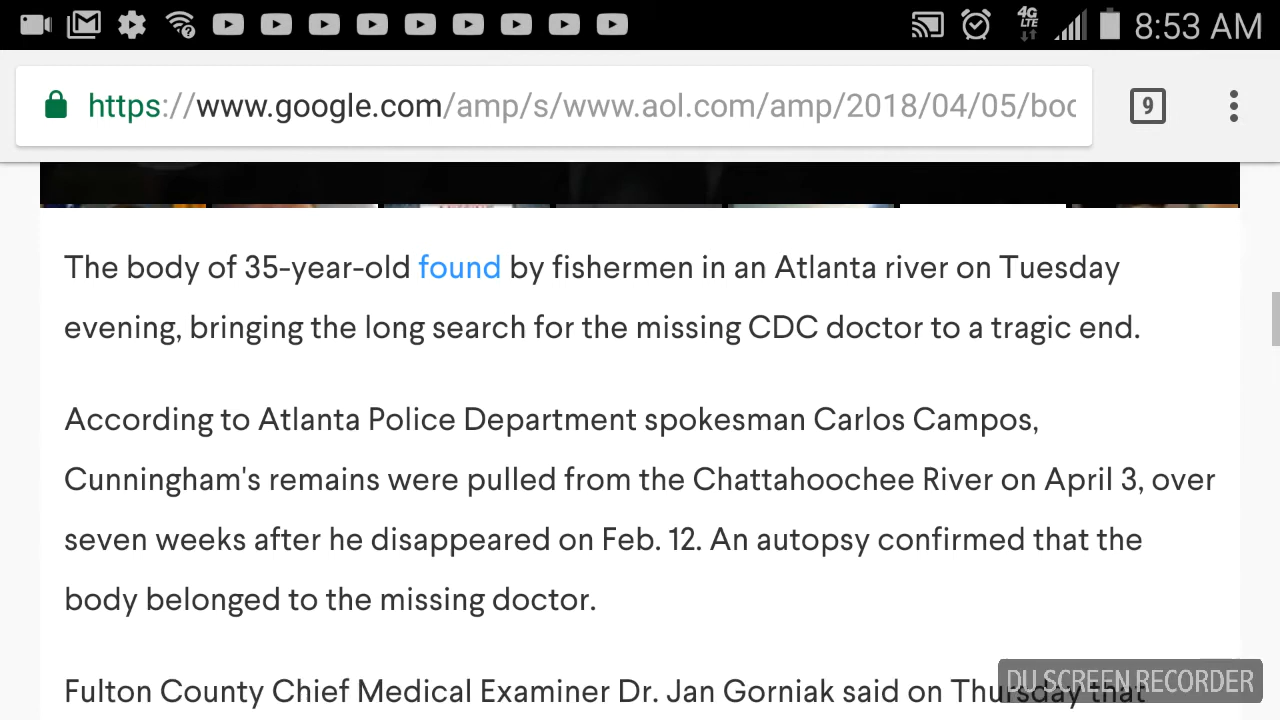 4G
LTE
8:53 AM
https://www.google.com/amp/s/www.aol.com/amp/2018/04/05/boc
9
The body of 35-year-old found by fishermen in an Atlanta river on Tuesday
evening, bringing the long search for the missing CDC doctor to a tragic end.
According to Atlanta Police Department spokesman Carlos Campos,
Cunningham's remains were pulled from the Chattahoochee River on April 3, over
seven weeks after he disappeared on Feb. 12. An autopsy confirmed that the
body belonged to the missing doctor.
Fulton County Chief Medical Examiner Dr. Jan Gorniak said on Thursday that
DU SCREEN RECORDER